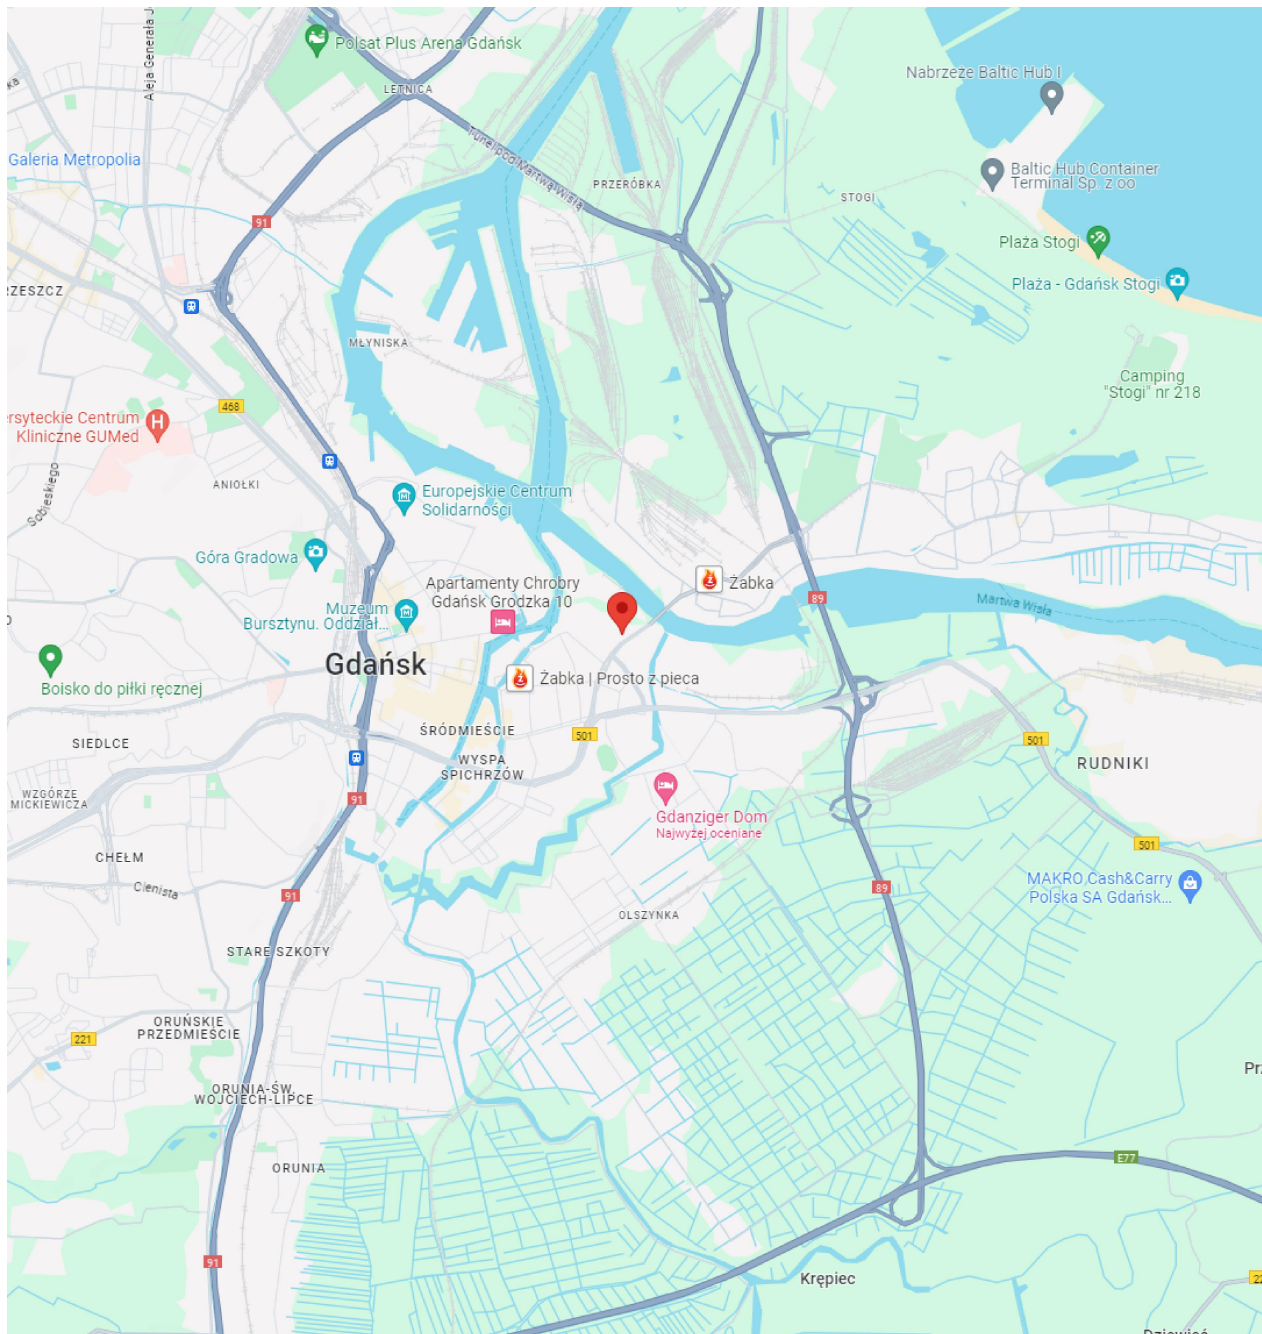 Polsat Plus Arena Gdańsk
Aleja Generała J
LETNICA
Nabrzeże Baltic Hub I
Tunel pod Martwą Wisłą
Galeria Metropolia
Baltic Hub Container
Terminal Sp. z oo
PRZERÓBKA
STOGI
91
Plaża Stogi
Plaża - Gdańsk Stogi
RZESZCZ
MŁYNISKA
Camping
"Stogi" nr 218
468
ersyteckie Centrum
Kliniczne GUMed
H
Sobieskiego
ANIOŁKI
Europejskie Centrum
Solidarności
Góra Gradowa
Apartamenty Chrobry
Gdańsk Grodzka 10
Żabka
89
Martwa Wisła
Muzeum
Bursztynu. Oddział...
Gdańsk
Boisko do piłki ręcznej
Żabka | Prosto z pieca
ŚRÓDMIEŚCIE
501
501
SIEDLCE
WYSPA
SPICHRZÓW
RUDNIKI
WZGÓRZE
MICKIEWICZA
91
Gdanziger Dom
Najwyżej oceniane
501
CHEŁM
Cienista
91
89
MAKRO Cash&Carry
Polska SA Gdańsk...
OLSZYNKA
STARE SZKOTY
ORUŃSKIE
PRZEDMIEŚCIE
221
Prz
ORUNIA-ŚW.
WOJCIECH-LIPCE
E77
ORUNIA
91
Krępiec
22